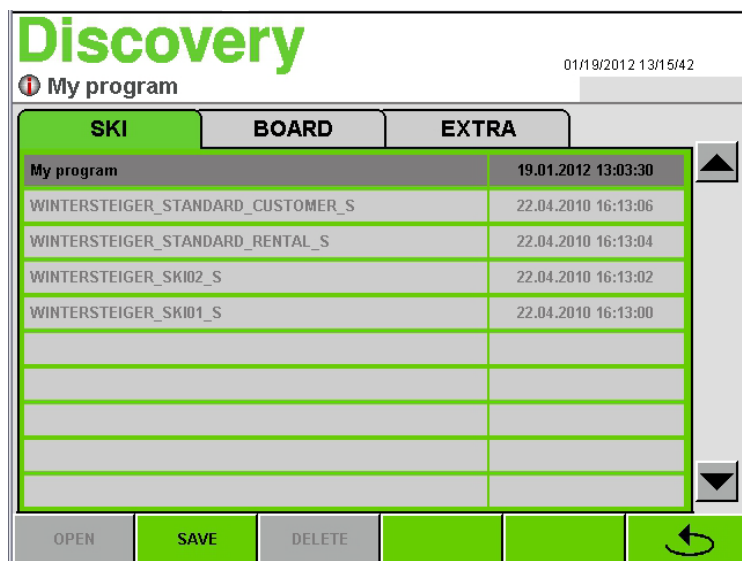 Discovery
01/19/2012 13/15/42
My program
SKI BOARD EXTRA
My program 19.01.2012 13:03:30
WINTERSTEIGER_STANDARD_CUSTOMER_S 22.04.2010 16:13:06
WINTERSTEIGER_STANDARD_RENTAL_S 22.04.2010 16:13:04
WINTERSTEIGER_SKI02_S 22.04.2010 16:13:02
WINTERSTEIGER_SKI01_S 22.04.2010 16:13:00
OPEN SAVE DELETE